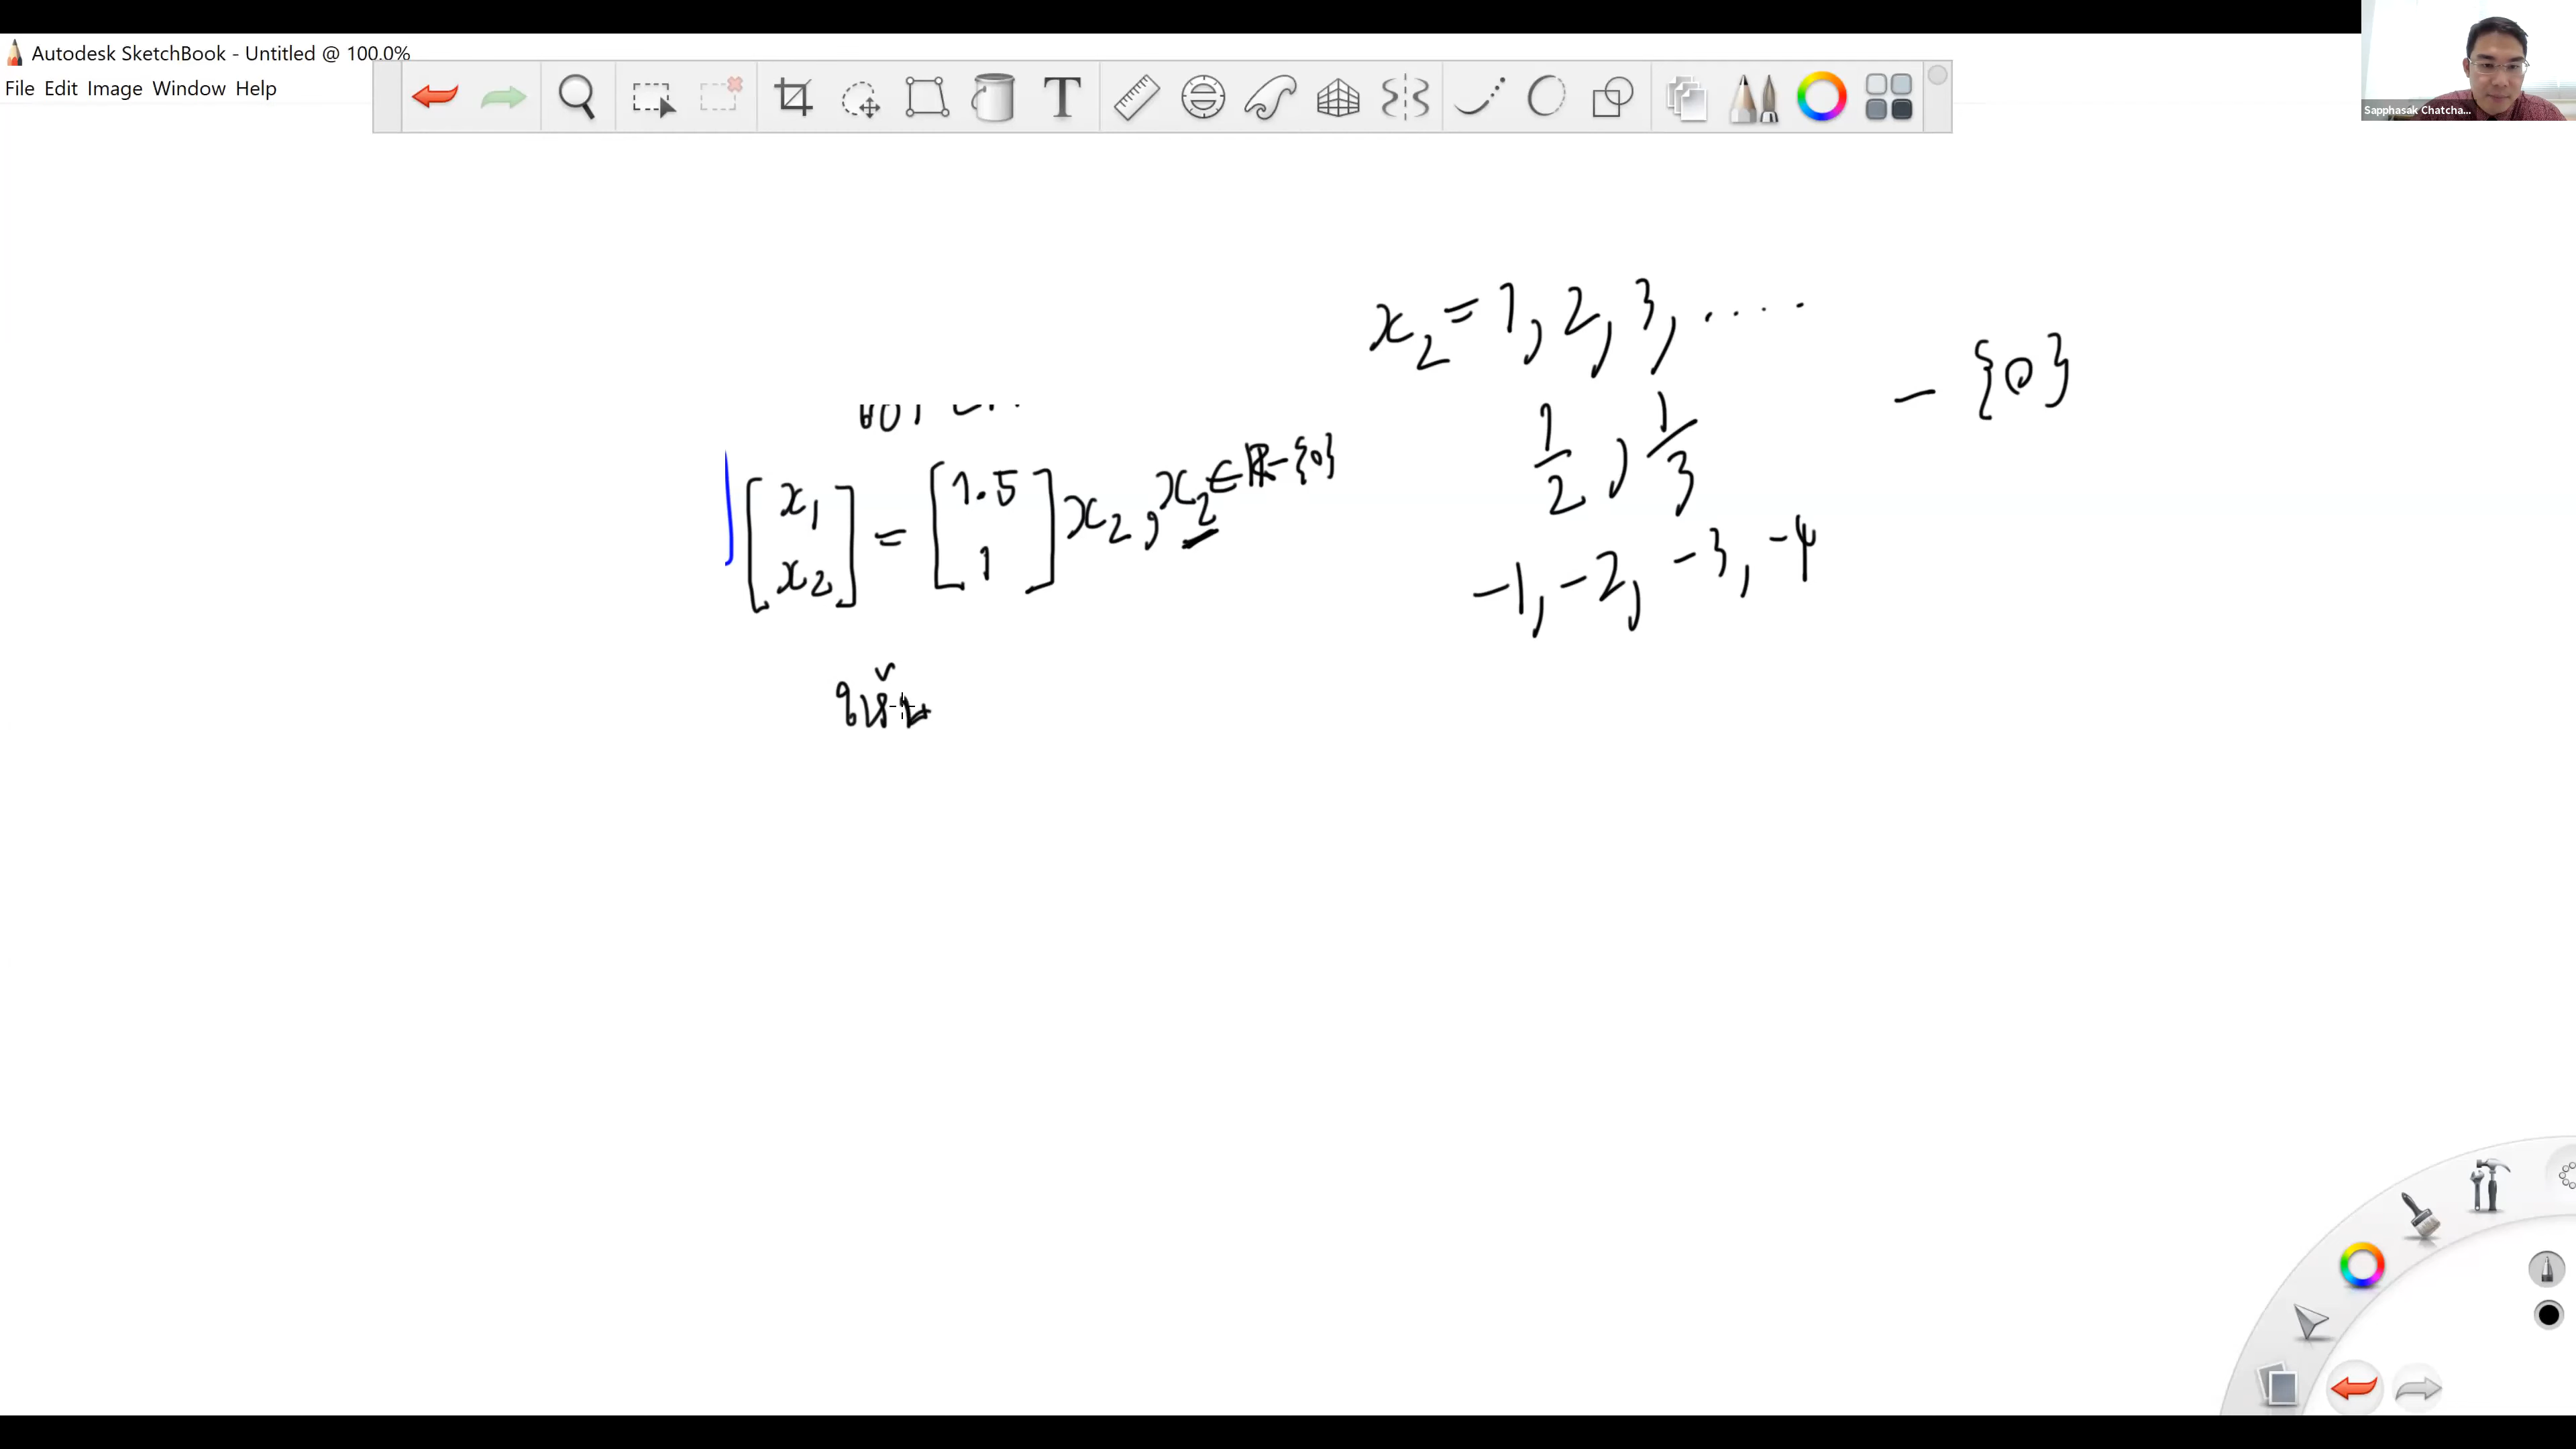 Autodesk SketchBook - Untitled @ 100.0%
File Edit Image Window Help
Sapphasak Chatcha...
x₂ = 1, 2, 3, ....
- {0}
1/2, 1/3
[x₁ x₂] = [1.5 1] x₂, x₂ ∈ ℝ - {0}
-1, -2, -3, -4